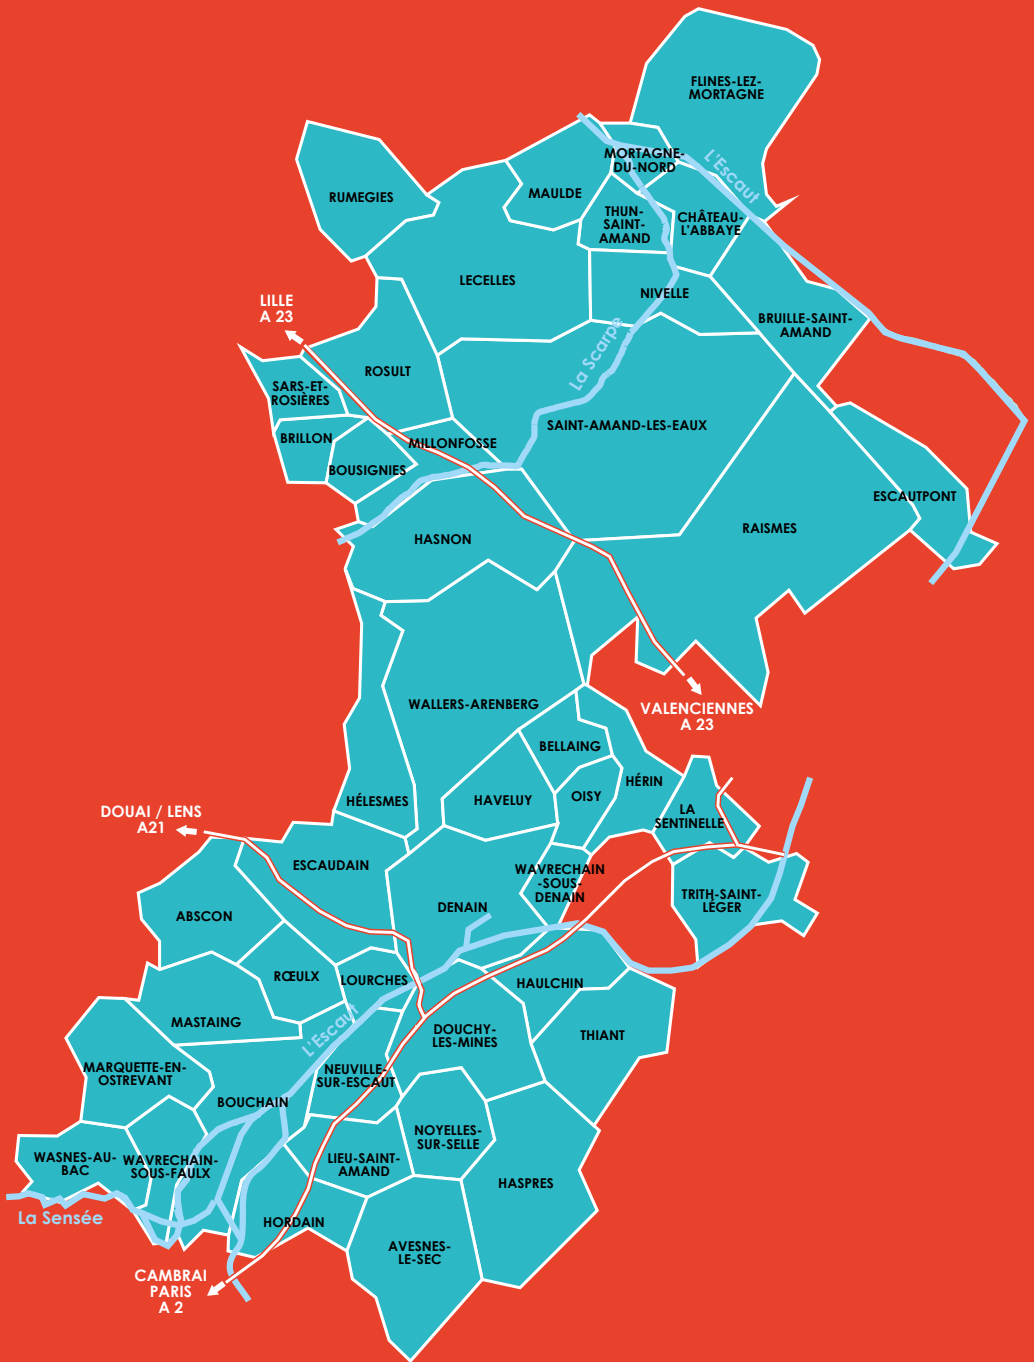 FLINES-LEZ-
MORTAGNE
L'Escaut
MORTAGNE-
DU-NORD
RUMEGIES
MAULDE
THUN-
SAINT-
AMAND
CHÂTEAU-
L'ABBAYE
LECELLES
NIVELLE
LILLE
A 23
BRUILLE-SAINT-
AMAND
La Scarpe
ROSULT
SARS-ET-
ROSIÈRES
BRILLON
MILLONFOSSE
SAINT-AMAND-LES-EAUX
BOUSIGNIES
ESCAUTPONT
RAISMES
HASNON
WALLERS-ARENBERG
VALENCIENNES
A 23
BELLAING
HÉRIN
OISY
HAVELUY
HÉLESMES
LA
SENTINELLE
DOUAI / LENS
A21
ESCAUDAIN
WAVRECHAIN
-SOUS-
DENAIN
TRITH-SAINT-
LÉGER
DENAIN
ABSCON
RŒULX
LOURCHES
HAULCHIN
MASTAING
L'Escaut
DOUCHY-
LES-MINES
THIANT
MARQUETTE-EN-
OSTREVANT
NEUVILLE-
SUR-ESCAUT
BOUCHAIN
NOYELLES-
SUR-SELLE
WASNES-AU-
BAC
WAVRECHAIN-
SOUS-FAULX
LIEU-SAINT-
AMAND
HASPRES
La Sensée
HORDAIN
AVESNES-
LE-SEC
CAMBRAI
PARIS
A 2